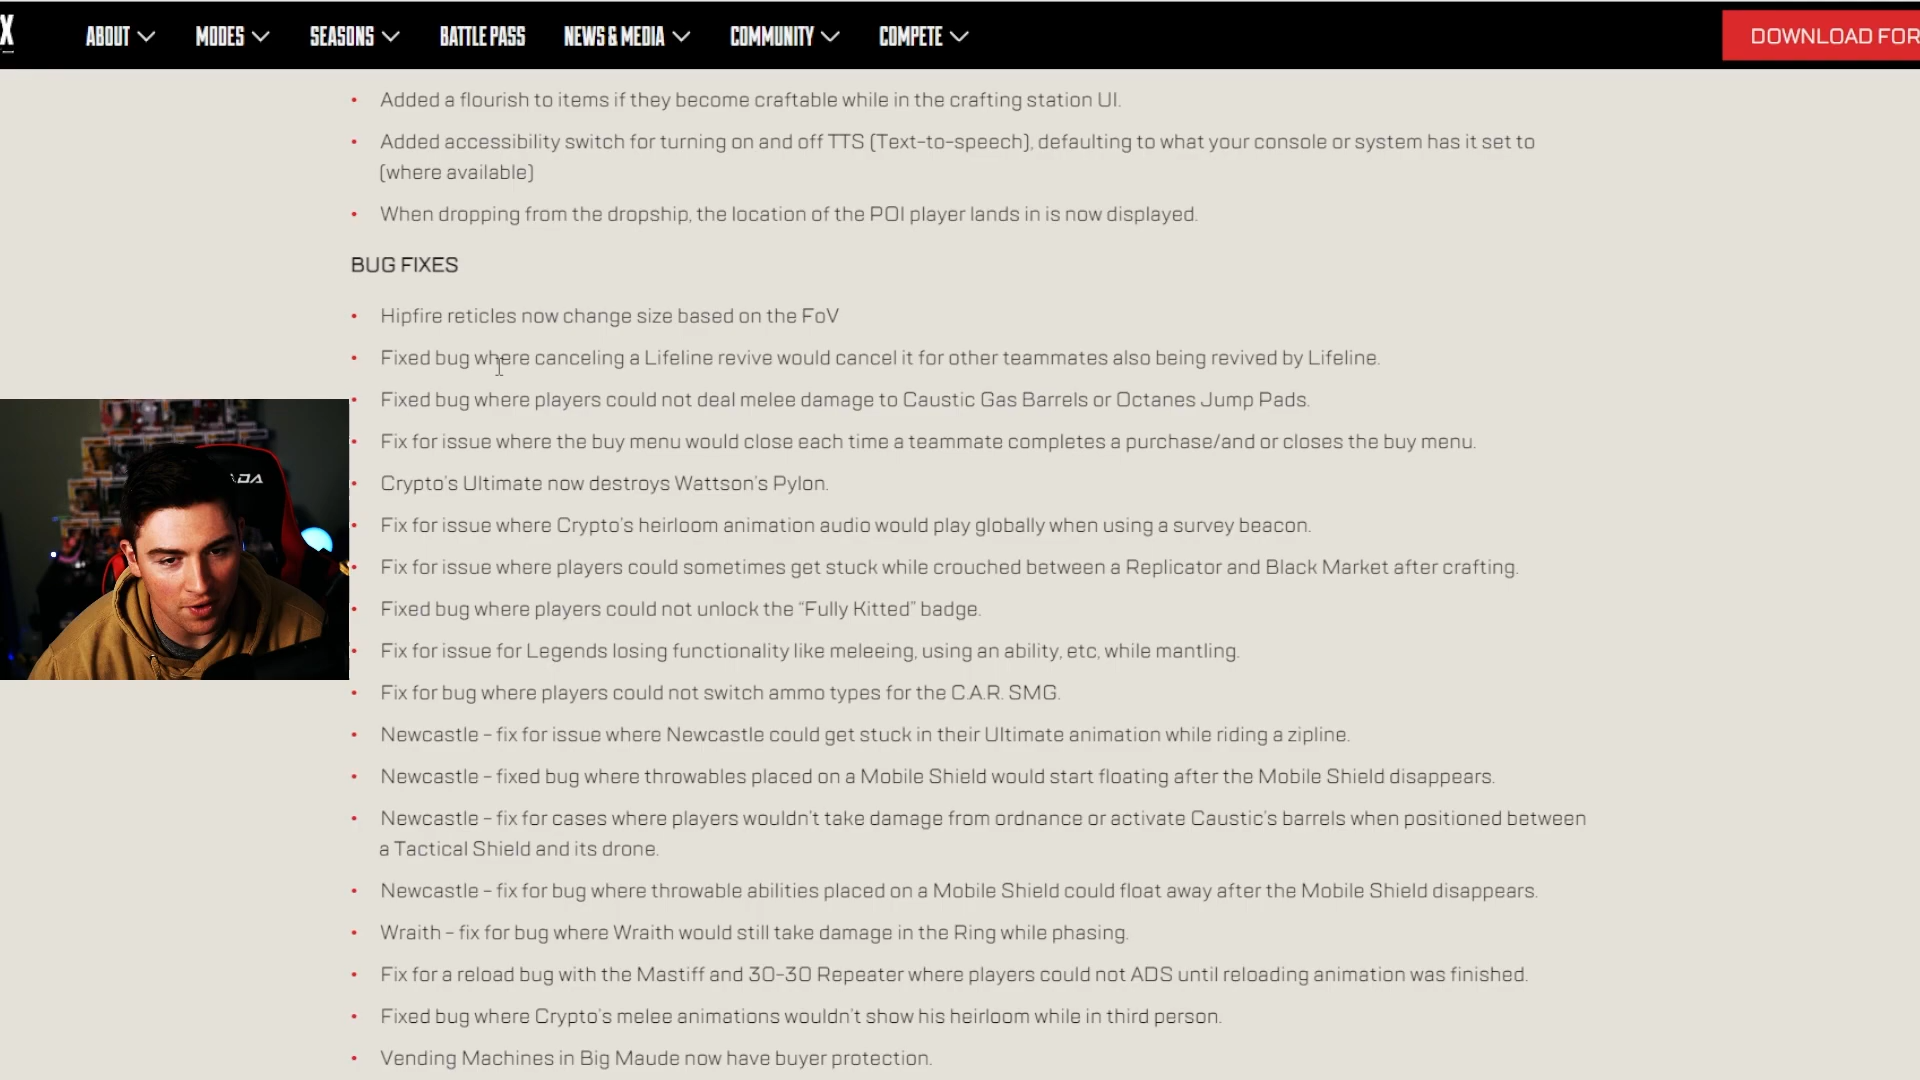 X
ABOUT MODES SEASONS BATTLE PASS NEWS & MEDIA COMMUNITY COMPETE DOWNLOAD FOR
• Added a flourish to items if they become craftable while in the crafting station UI.
• Added accessibility switch for turning on and off TTS (Text-to-speech), defaulting to what your console or system has it set to
(where available)
• When dropping from the dropship, the location of the POI player lands in is now displayed.
BUG FIXES
• Hipfire reticles now change size based on the FoV
• Fixed bug where canceling a Lifeline revive would cancel it for other teammates also being revived by Lifeline.
• Fixed bug where players could not deal melee damage to Caustic Gas Barrels or Octanes Jump Pads.
• Fix for issue where the buy menu would close each time a teammate completes a purchase/and or closes the buy menu.
• Crypto's Ultimate now destroys Wattson's Pylon.
• Fix for issue where Crypto's heirloom animation audio would play globally when using a survey beacon.
• Fix for issue where players could sometimes get stuck while crouched between a Replicator and Black Market after crafting.
• Fixed bug where players could not unlock the “Fully Kitted” badge.
• Fix for issue for Legends losing functionality like meleeing, using an ability, etc, while mantling.
• Fix for bug where players could not switch ammo types for the C.A.R. SMG.
• Newcastle – fix for issue where Newcastle could get stuck in their Ultimate animation while riding a zipline.
• Newcastle – fixed bug where throwables placed on a Mobile Shield would start floating after the Mobile Shield disappears.
• Newcastle – fix for cases where players wouldn't take damage from ordnance or activate Caustic's barrels when positioned between
a Tactical Shield and its drone.
• Newcastle – fix for bug where throwable abilities placed on a Mobile Shield could float away after the Mobile Shield disappears.
• Wraith – fix for bug where Wraith would still take damage in the Ring while phasing.
• Fix for a reload bug with the Mastiff and 30-30 Repeater where players could not ADS until reloading animation was finished.
• Fixed bug where Crypto's melee animations wouldn't show his heirloom while in third person.
• Vending Machines in Big Maude now have buyer protection.